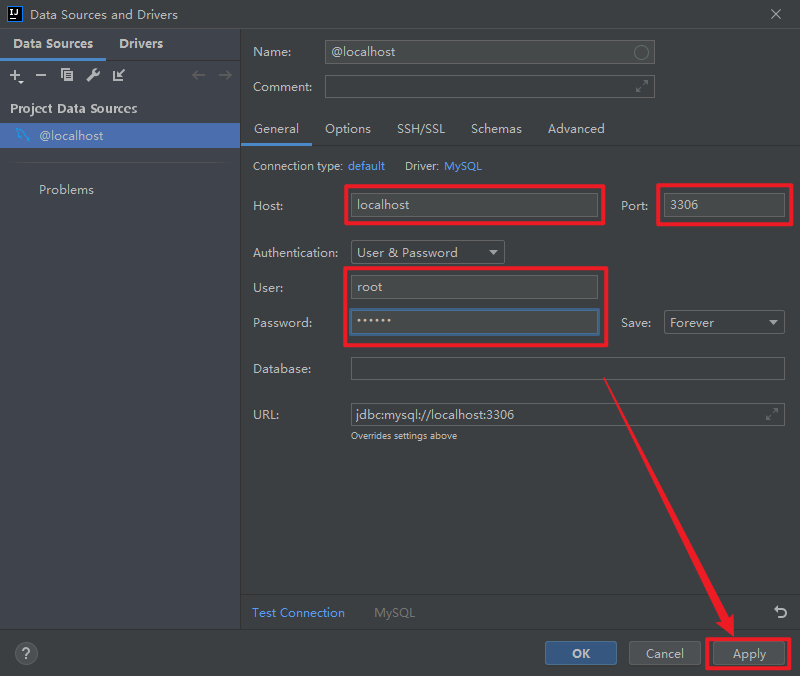 Data Sources and Drivers
Data Sources Drivers
Project Data Sources
@localhost
Problems
Name: @localhost
Comment:
General Options SSH/SSL Schemas Advanced
Connection type: default Driver: MySQL
Host: localhost Port: 3306
Authentication: User & Password
User: root
Password: •••••• Save: Forever
Database:
URL: jdbc:mysql://localhost:3306
Overrides settings above
Test Connection MySQL
? OK Cancel Apply